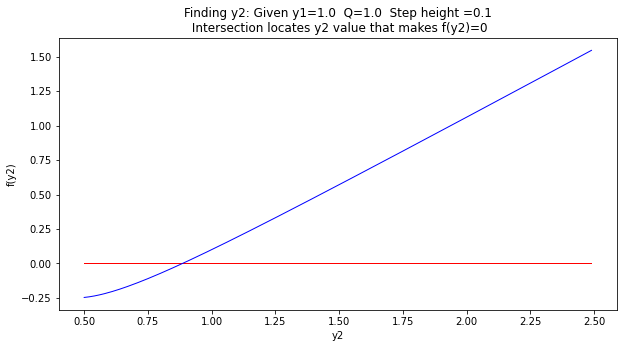 Finding y2: Given y1=1.0  Q=1.0  Step height =0.1
Intersection locates y2 value that makes f(y2)=0
f(y2)
1.50
1.25
1.00
0.75
0.50
0.25
0.00
−0.25
0.50 0.75 1.00 1.25 1.50 1.75 2.00 2.25 2.50
y2